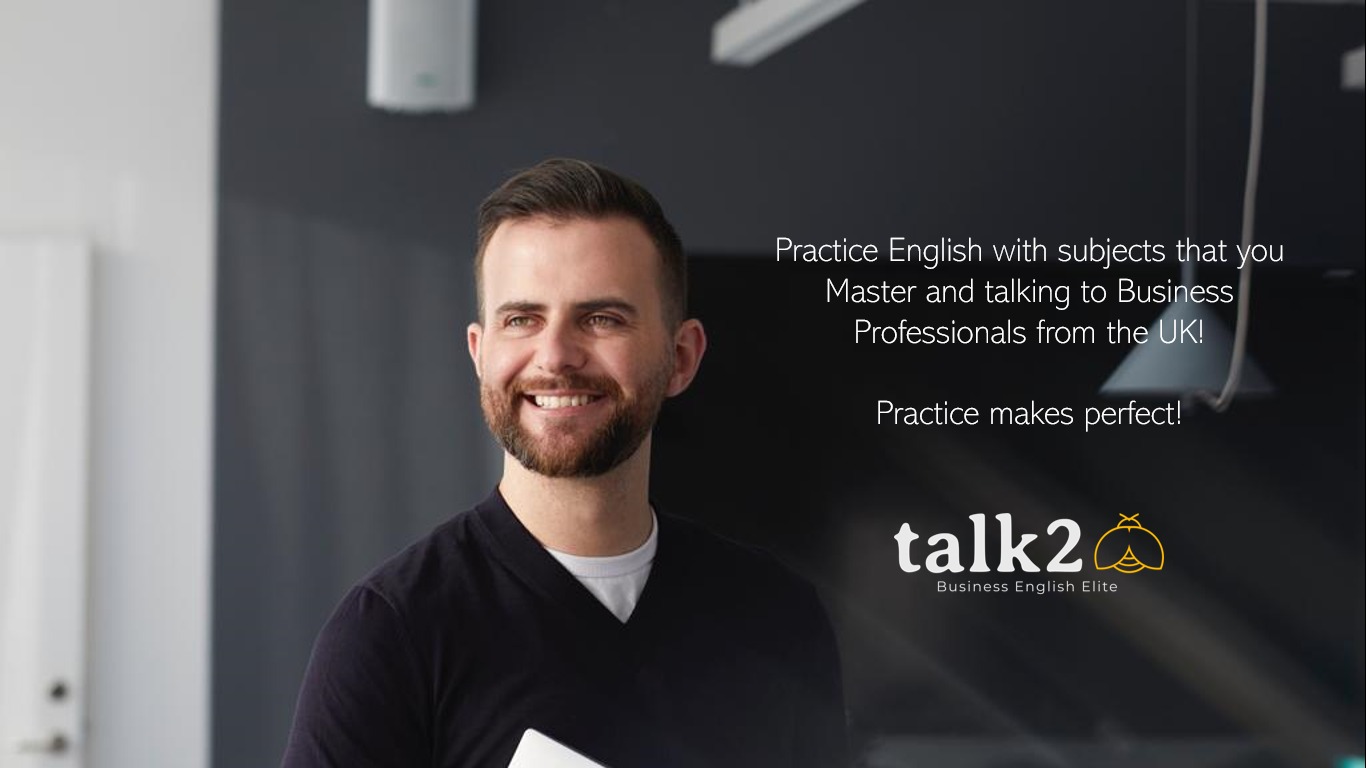 Practice English with subjects that you
Master and talking to Business
Professionals from the UK!
Practice makes perfect!
talk2
Business English Elite